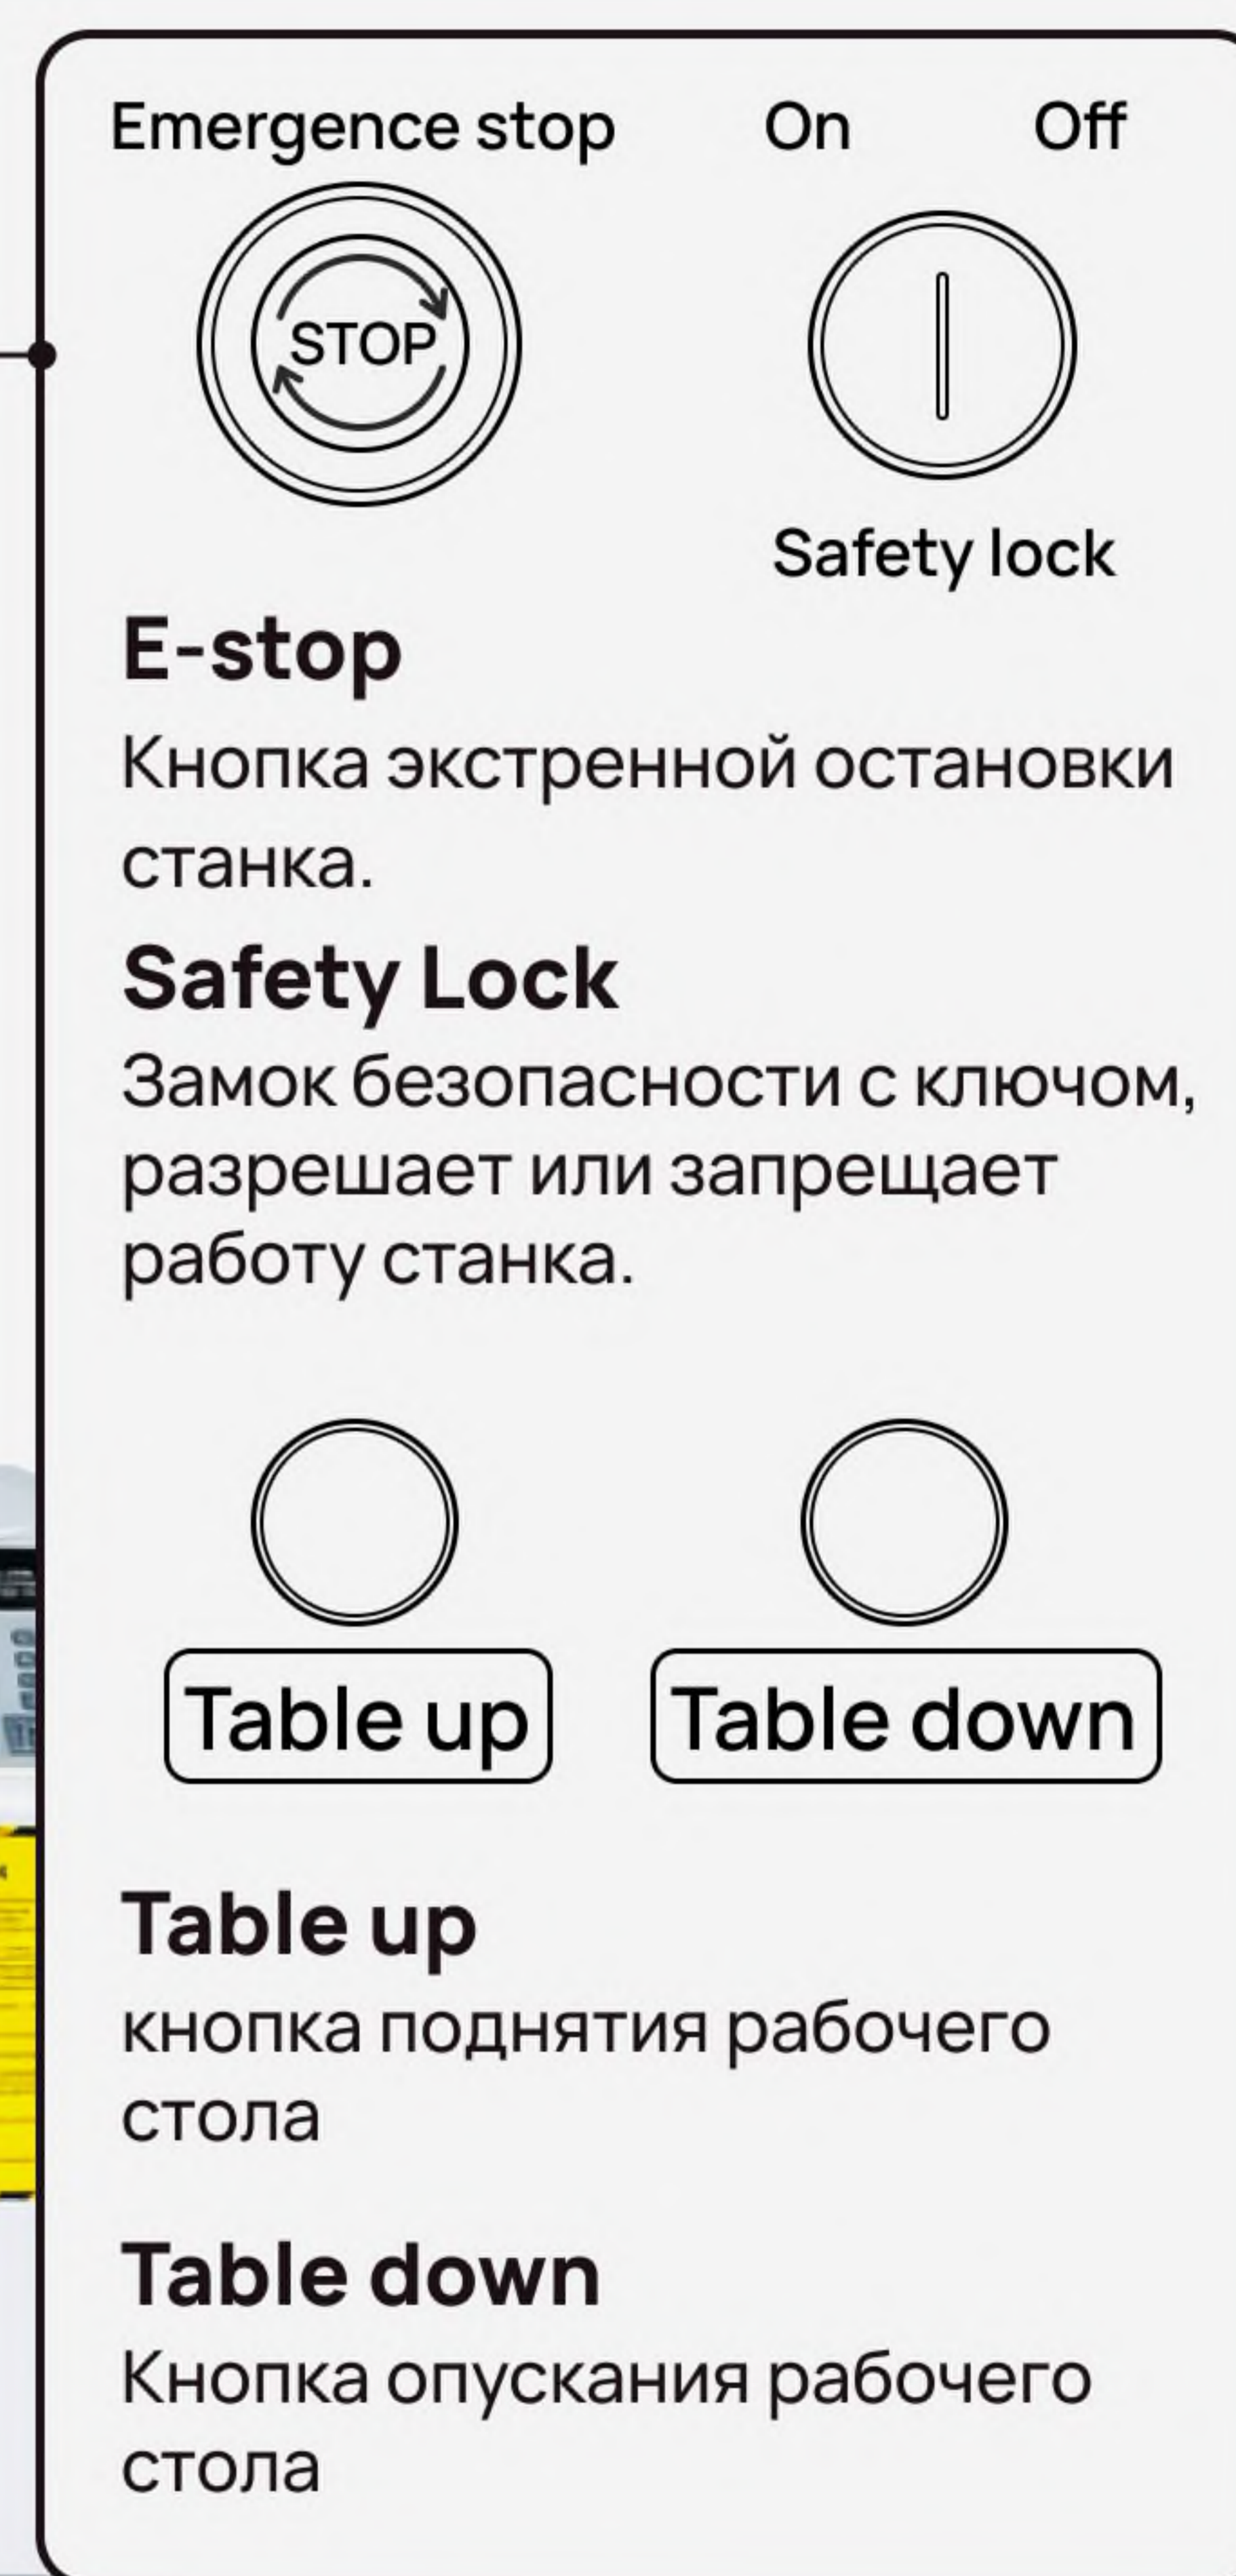 Emergence stop On Off
STOP
Safety lock
E-stop
Кнопка экстренной остановки
станка.
Safety Lock
Замок безопасности с ключом,
разрешает или запрещает
работу станка.
Table up Table down
Table up
кнопка поднятия рабочего
стола
Table down
Кнопка опускания рабочего
стола